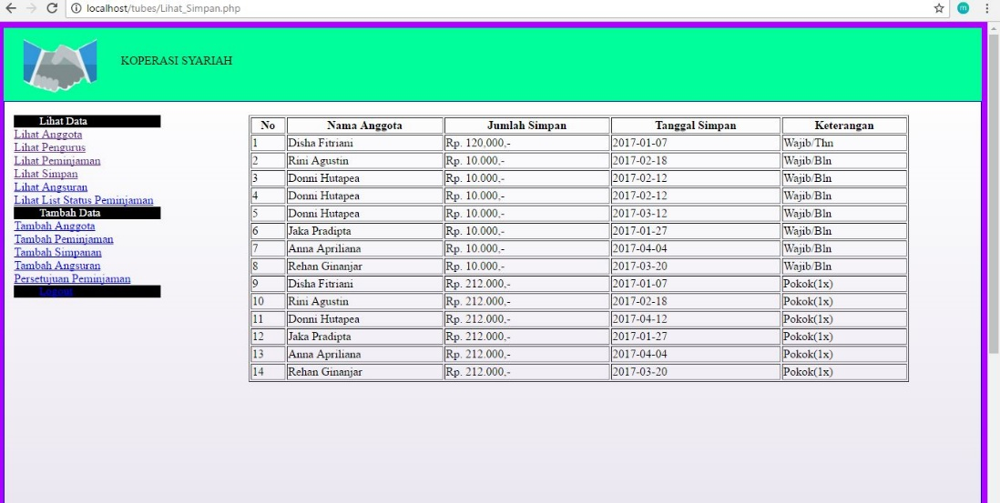 localhost/tubes/Lihat_Simpan.php
m
KOPERASI SYARIAH
Lihat Data
Lihat Anggota
Lihat Pengurus
Lihat Peminjaman
Lihat Simpan
Lihat Angsuran
Lihat List Status Peminjaman
Tambah Data
Tambah Anggota
Tambah Peminjaman
Tambah Simpanan
Tambah Angsuran
Persetujuan Peminjaman
Logout
No Nama Anggota Jumlah Simpan Tanggal Simpan Keterangan
1 Disha Fitriani Rp. 120,000,- 2017-01-07 Wajib/Thn
2 Rini Agustin Rp. 10.000,- 2017-02-18 Wajib/Bln
3 Donni Hutapea Rp. 10.000,- 2017-02-12 Wajib/Bln
4 Donni Hutapea Rp. 10.000,- 2017-02-12 Wajib/Bln
5 Donni Hutapea Rp. 10.000,- 2017-03-12 Wajib/Bln
6 Jaka Pradipta Rp. 10.000,- 2017-01-27 Wajib/Bln
7 Anna Apriliana Rp. 10.000,- 2017-04-04 Wajib/Bln
8 Rehan Ginanjar Rp. 10.000,- 2017-03-20 Wajib/Bln
9 Disha Fitriani Rp. 212.000,- 2017-01-07 Pokok(1x)
10 Rini Agustin Rp. 212.000,- 2017-02-18 Pokok(1x)
11 Donni Hutapea Rp. 212.000,- 2017-04-12 Pokok(1x)
12 Jaka Pradipta Rp. 212.000,- 2017-01-27 Pokok(1x)
13 Anna Apriliana Rp. 212.000,- 2017-04-04 Pokok(1x)
14 Rehan Ginanjar Rp. 212.000,- 2017-03-20 Pokok(1x)